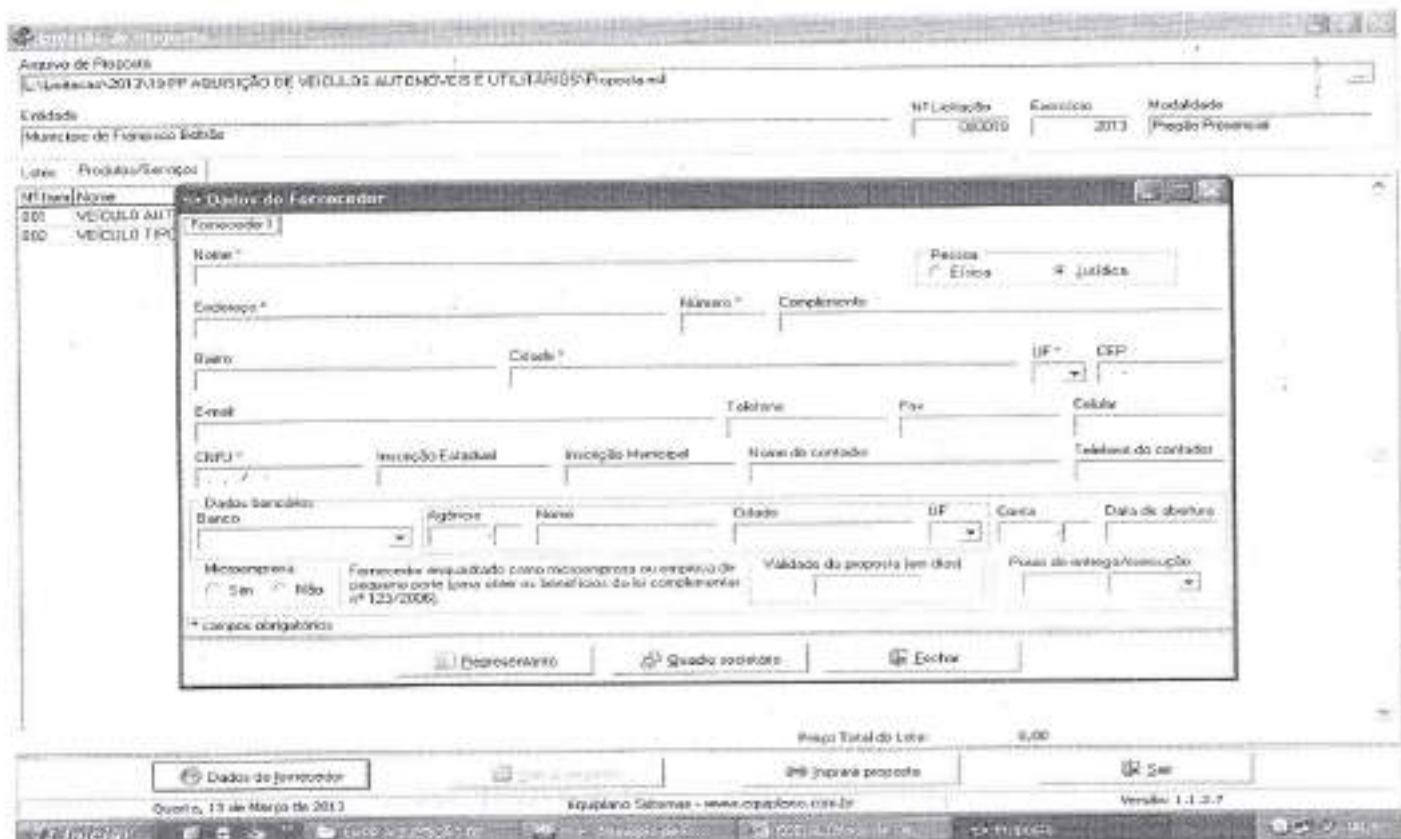 Arquivo de Proposta
L:\Licitacao\2013\19 PP AQUISIÇÃO DE VEÍCULOS AUTOMÓVEIS E UTILITÁRIOS\Proposta.esl
Entidade Nº Licitação Exercício Modalidade
Município de Francisco Beltrão 000019 2013 Pregão Presencial
Lotes Produtos/Serviços
Nº Item Nome
001 VEÍCULO AUT
002 VEÍCULO TIPO
Dados do Fornecedor
Fornecedor
Nome * Pessoa
Física Jurídica
Endereço * Número * Complemento
Bairro Cidade * UF * CEP
E-mail Telefone Fax Celular
CNPJ * Inscrição Estadual Inscrição Municipal Nome do contador Telefone do contador
Dados bancários
Banco Agência Nome Cidade UF Conta Data de abertura
Microempresa
Sim Não
Fornecedor enquadrado como microempresa ou empresa de
pequeno porte (para obter os benefícios da lei complementar
nº 123/2006).
Validade da proposta (em dias) Prazo de entrega/execução
* campos obrigatórios
Representante Quadro societário Fechar
Preço Total do Lote: 0,00
Dados do fornecedor Imprimir proposta Sair
Quarta, 13 de Março de 2013 Equiplano Sistemas - www.equiplano.com.br Versão: 1.1.2.7
Iniciar